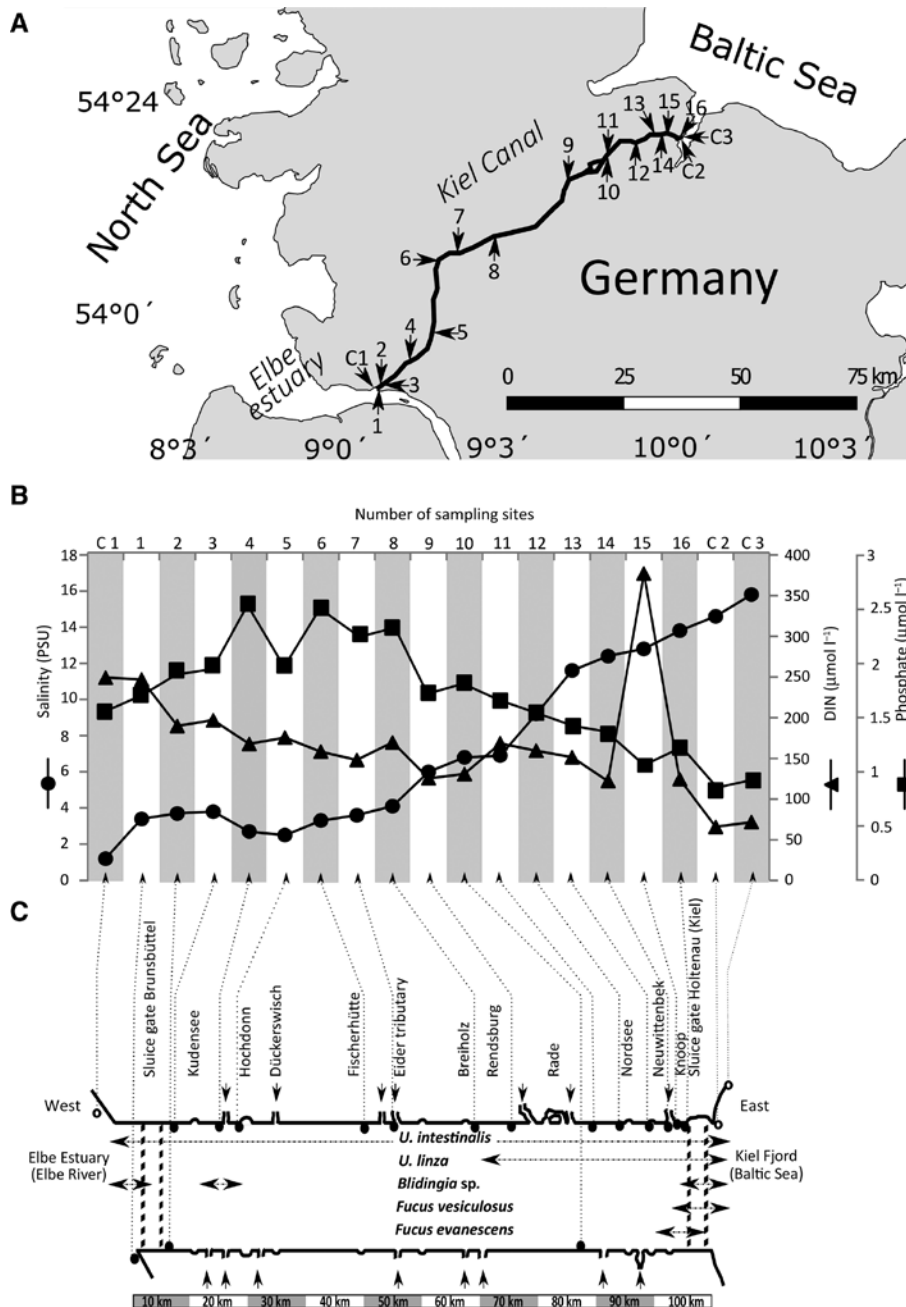 A
Baltic Sea
54°24´
North Sea
Kiel Canal
13 15 16
11
9
C3
C2
14
12
10
7
6
8
Germany
54°0´
5
4
2
C1
3
1
Elbe
estuary
0 25 50 75 km
8°3´ 9°0´ 9°3´ 10°0´ 10°3´
B
Number of sampling sites
C 1 1 2 3 4 5 6 7 8 9 10 11 12 13 14 15 16 C 2 C 3
Salinity (PSU)
18
16
14
12
10
8
6
4
2
0
400
350
300
250
200
150
100
50
0
DIN (µmol l⁻¹)
3
2.5
2
1.5
1
0.5
0
Phosphate (µmol l⁻¹)
C
Sluice gate Brunsbüttel
Kudensee
Hochdonn
Dückerswisch
Fischerhütte
Eider tributary
Breiholz
Rendsburg
Rade
Nordsee
Neuwittenbek
Knoop
Sluice gate Holtenau (Kiel)
West
East
U. intestinalis
Elbe Estuary
(Elbe River)
U. linza
Kiel Fjord
(Baltic Sea)
Blidingia sp.
Fucus vesiculosus
Fucus evanescens
10 km 20 km 30 km 40 km 50 km 60 km 70 km 80 km 90 km 100 km